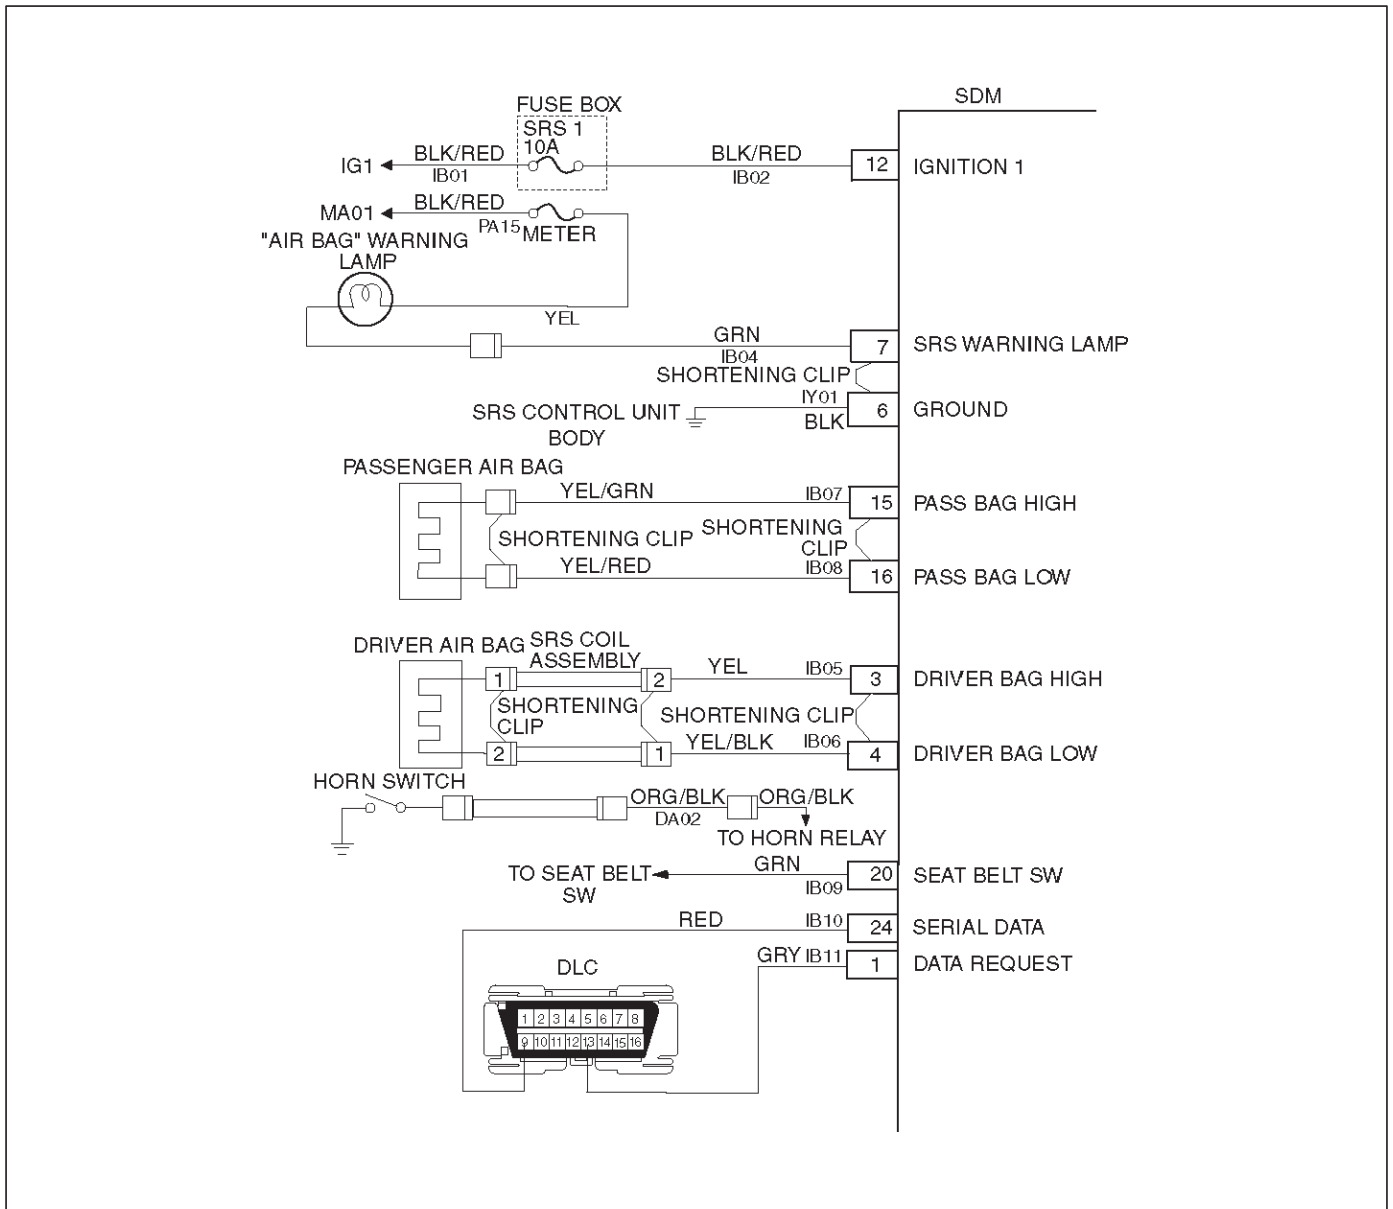 SDM
FUSE BOX
SRS 1
10A
IG1
BLK/RED
IB01
BLK/RED
IB02
12
IGNITION 1
MA01
BLK/RED
PA15
METER
"AIR BAG" WARNING
LAMP
YEL
GRN
IB04
7
SRS WARNING LAMP
SHORTENING CLIP
IY01
BLK
6
GROUND
SRS CONTROL UNIT
BODY
PASSENGER AIR BAG
YEL/GRN
IB07
15
PASS BAG HIGH
SHORTENING CLIP
SHORTENING
CLIP
YEL/RED
IB08
16
PASS BAG LOW
DRIVER AIR BAG
SRS COIL
ASSEMBLY
1
2
YEL
IB05
3
DRIVER BAG HIGH
SHORTENING
CLIP
SHORTENING CLIP
2
1
YEL/BLK
IB06
4
DRIVER BAG LOW
HORN SWITCH
ORG/BLK
DA02
ORG/BLK
TO HORN RELAY
TO SEAT BELT
SW
GRN
IB09
20
SEAT BELT SW
RED
IB10
24
SERIAL DATA
GRY IB11
1
DATA REQUEST
DLC
1 2 3 4 5 6 7 8
9 10 11 12 13 14 15 16